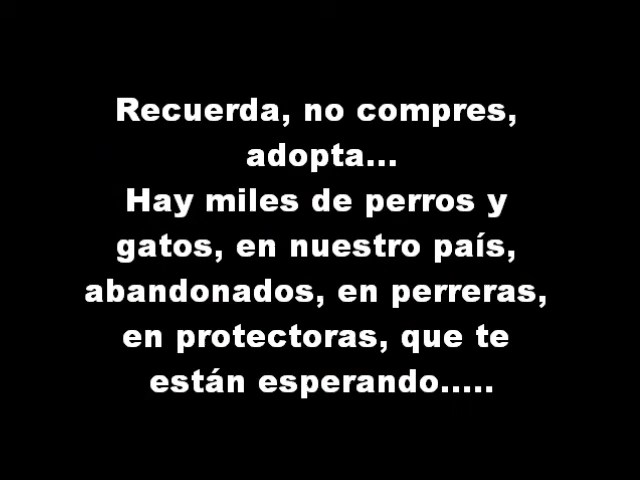 Recuerda, no compres,
adopta...
Hay miles de perros y
gatos, en nuestro país,
abandonados, en perreras,
en protectoras, que te
están esperando.....